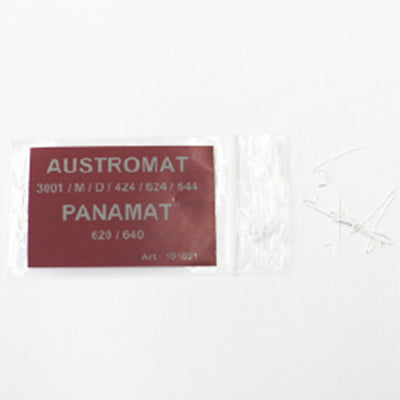 AUSTROMAT
3001 / M / D / 424 / 624 / 644
PANAMAT
620 / 640
Art.: 101821